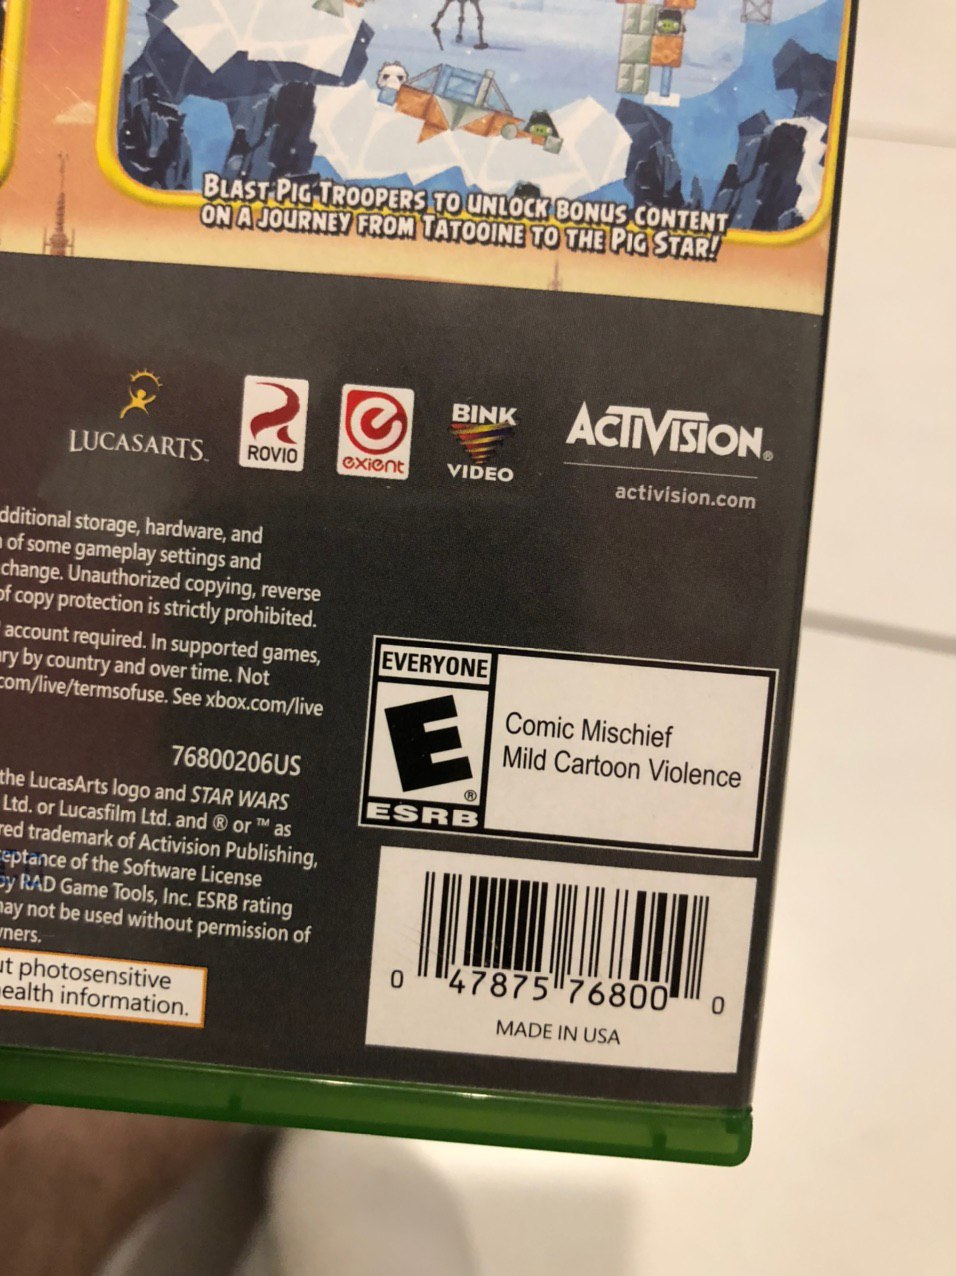 BLAST PIG TROOPERS TO UNLOCK BONUS CONTENT
ON A JOURNEY FROM TATOOINE TO THE PIG STAR!
LUCASARTS
ROVIO
exient
BINK
VIDEO
ACTIVISION®
activision.com
dditional storage, hardware, and
of some gameplay settings and
change. Unauthorized copying, reverse
of copy protection is strictly prohibited.
account required. In supported games,
ry by country and over time. Not
com/live/termsofuse. See xbox.com/live
76800206US
the LucasArts logo and STAR WARS
Ltd. or Lucasfilm Ltd. and ® or ™ as
red trademark of Activision Publishing,
eptance of the Software License
by RAD Game Tools, Inc. ESRB rating
may not be used without permission of
ners.
ut photosensitive
ealth information.
EVERYONE
E®
ESRB
Comic Mischief
Mild Cartoon Violence
0 47875 76800 0
MADE IN USA